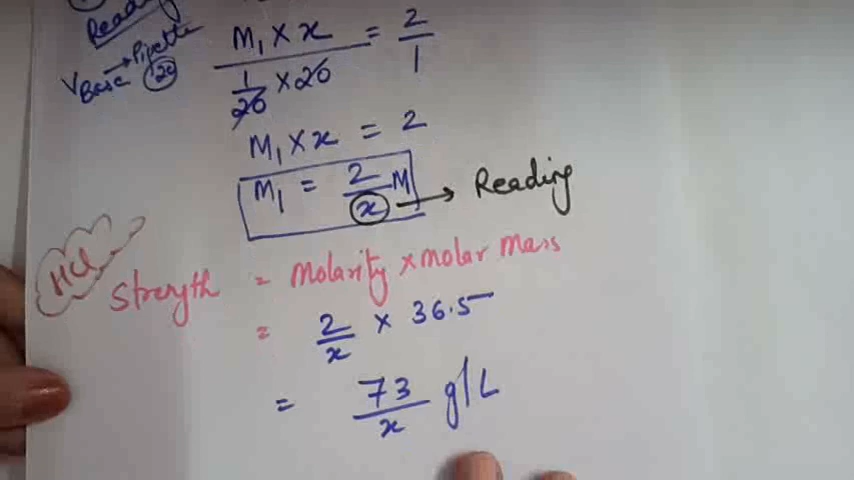 Reading
V Base → Pipette 20
M₁ × x / (1/20 × 20) = 2/1
M₁ × x = 2
M₁ = 2/x M → Reading
HCl
Strength = Molarity × Molar Mass
= 2/x × 36.5
= 73/x g/L